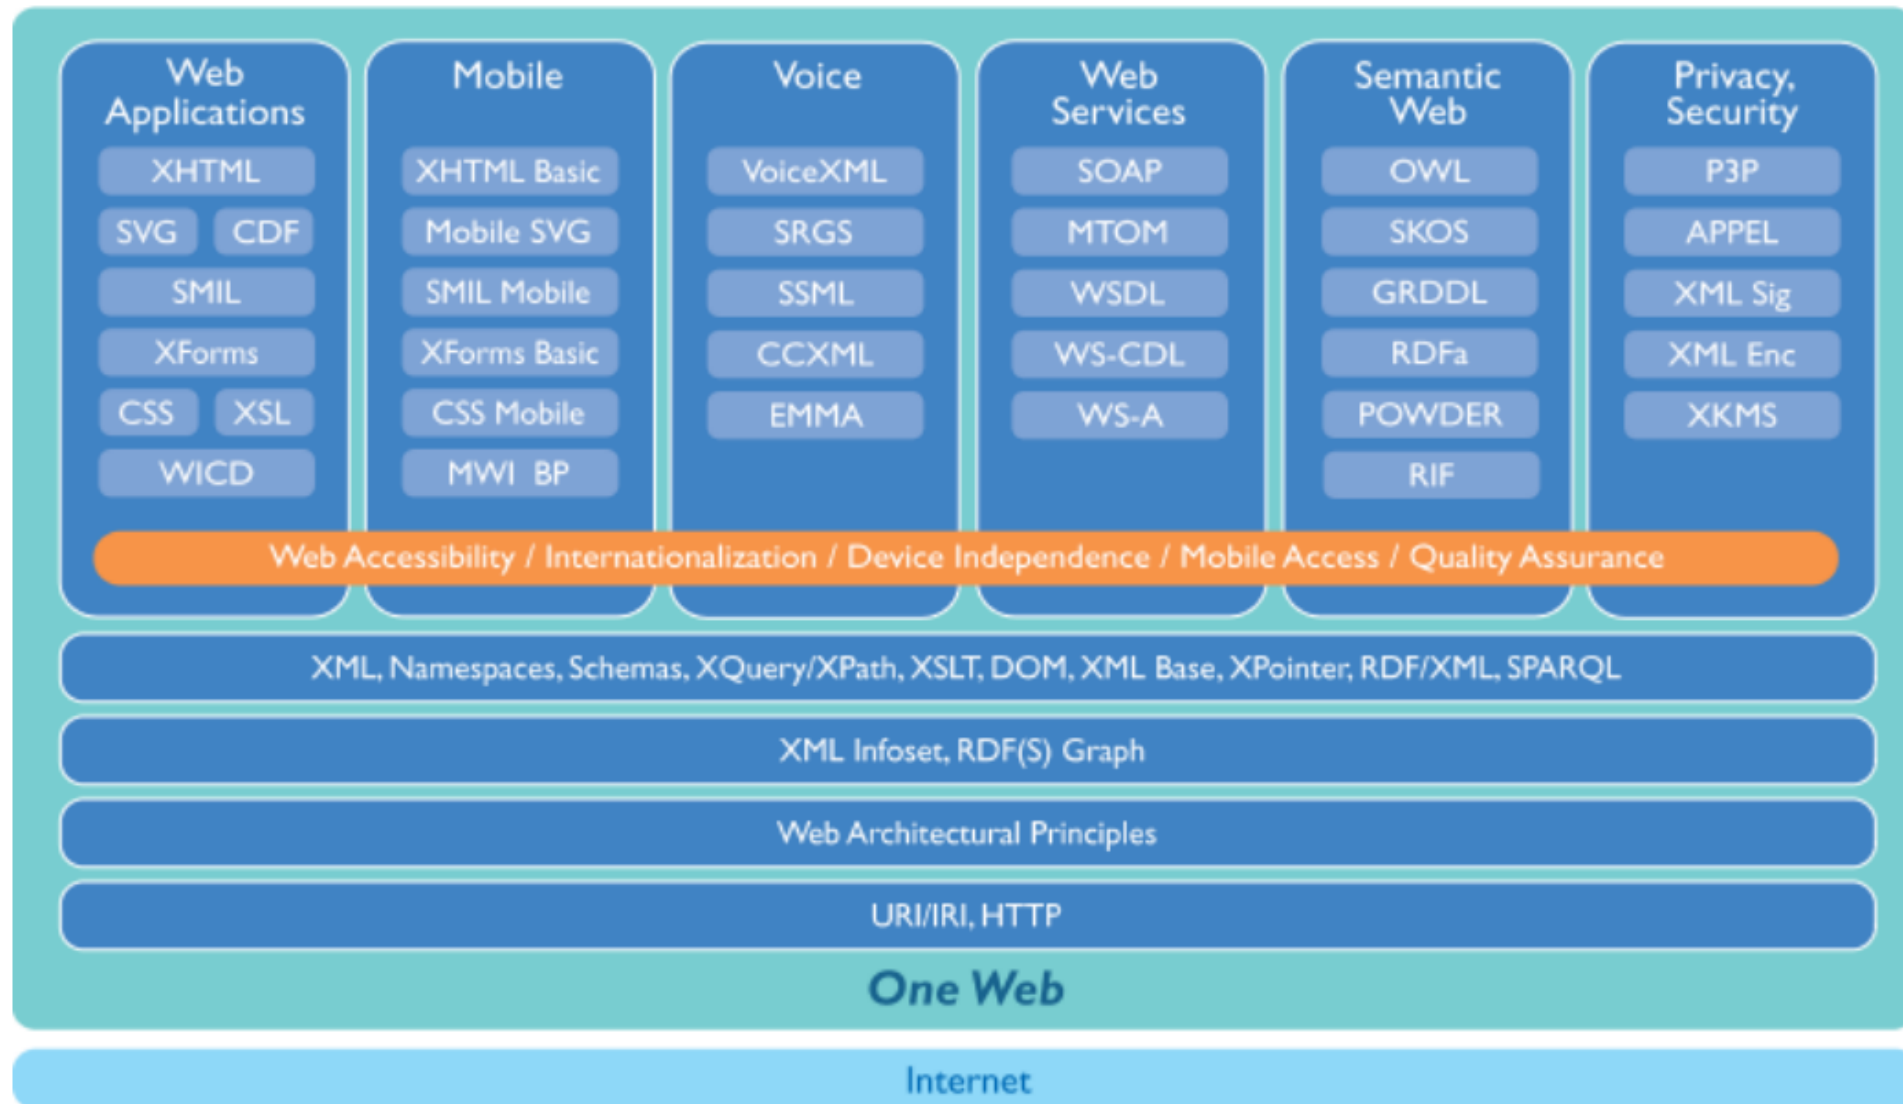 Web
Applications
XHTML
SVG CDF
SMIL
XForms
CSS XSL
WICD
Mobile
XHTML Basic
Mobile SVG
SMIL Mobile
XForms Basic
CSS Mobile
MWI BP
Voice
VoiceXML
SRGS
SSML
CCXML
EMMA
Web
Services
SOAP
MTOM
WSDL
WS-CDL
WS-A
Semantic
Web
OWL
SKOS
GRDDL
RDFa
POWDER
RIF
Privacy,
Security
P3P
APPEL
XML Sig
XML Enc
XKMS
Web Accessibility / Internationalization / Device Independence / Mobile Access / Quality Assurance
XML, Namespaces, Schemas, XQuery/XPath, XSLT, DOM, XML Base, XPointer, RDF/XML, SPARQL
XML Infoset, RDF(S) Graph
Web Architectural Principles
URI/IRI, HTTP
One Web
Internet